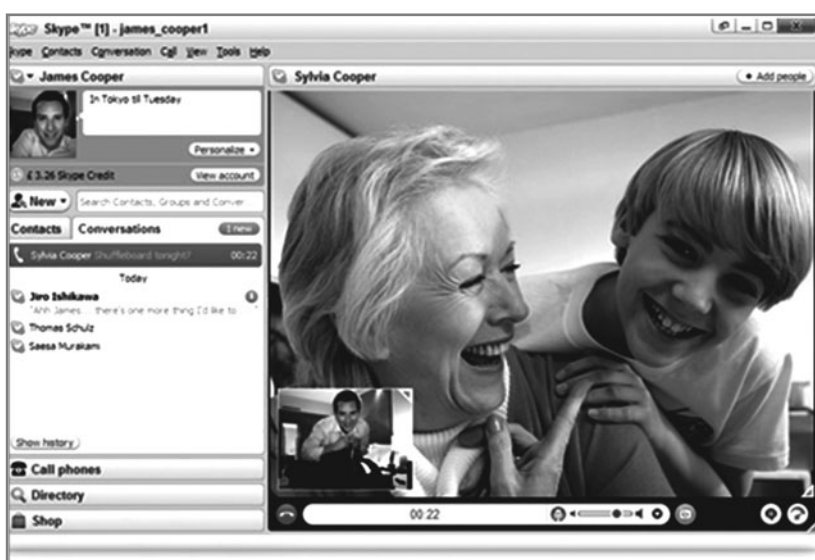 Skype™ [1] - james_cooper1
Skype Contacts Conversation Call View Tools Help
James Cooper
In Tokyo till Tuesday
Personalize
£ 3.26 Skype Credit
View account
New
Search Contacts, Groups and Conver...
Contacts
Conversations
1 new
Sylvia Cooper Shuffleboard tonight? 00:22
Today
Jiro Ishikawa
"Ahh James... there's one more thing I'd like to
Thomas Schulz
Saesa Murakami
Show history
Call phones
Directory
Shop
Sylvia Cooper
Add people
00:22